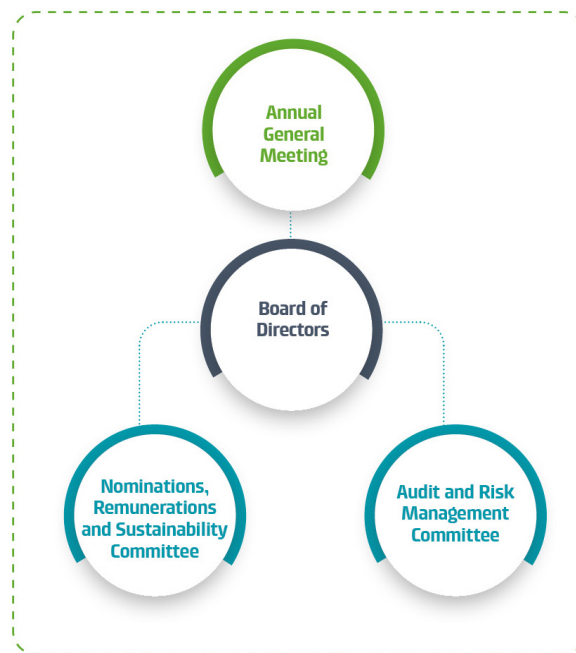 Annual
General
Meeting
Board of
Directors
Nominations,
Remunerations
and Sustainability
Committee
Audit and Risk
Management
Committee